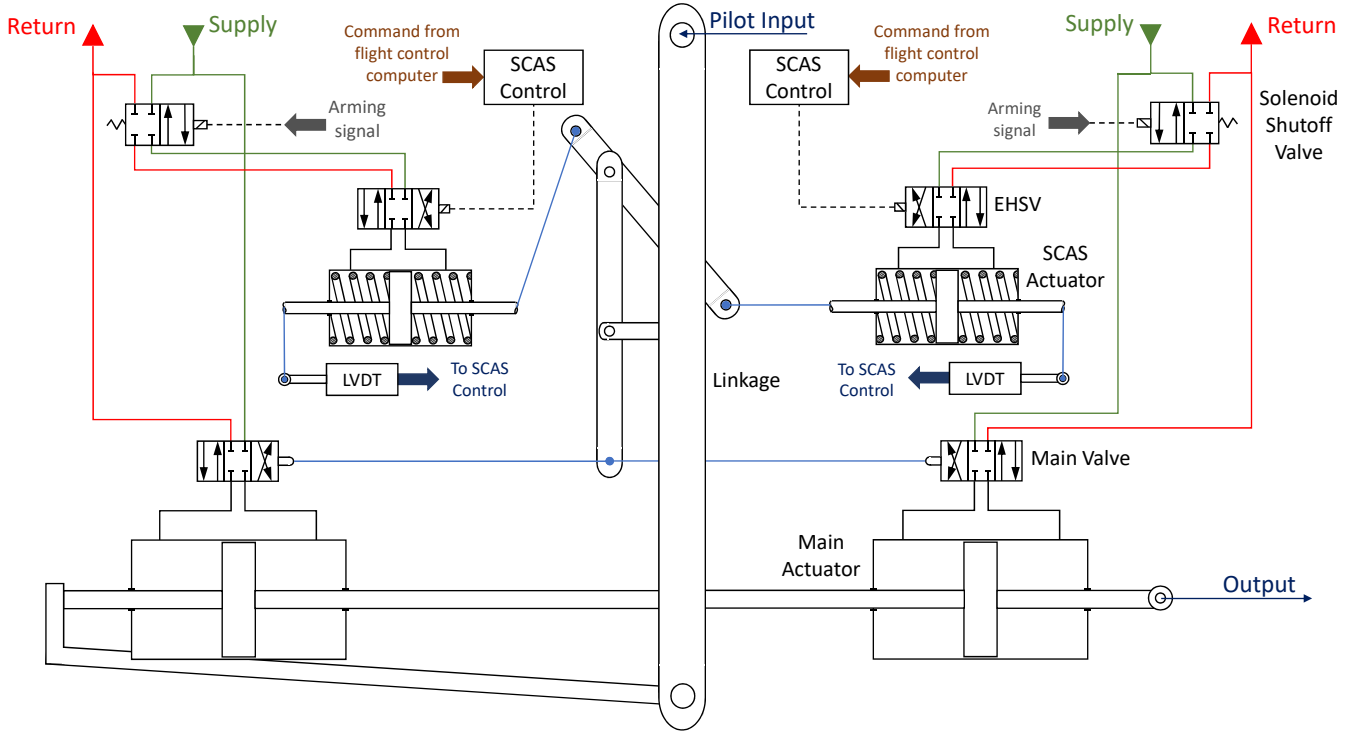 Return
Supply
Command from
flight control
computer
SCAS
Control
Pilot Input
SCAS
Control
Command from
flight control
computer
Supply
Return
Arming
signal
Arming
signal
Solenoid
Shutoff
Valve
EHSV
SCAS
Actuator
LVDT
To SCAS
Control
Linkage
To SCAS
Control
LVDT
Main Valve
Main
Actuator
Output